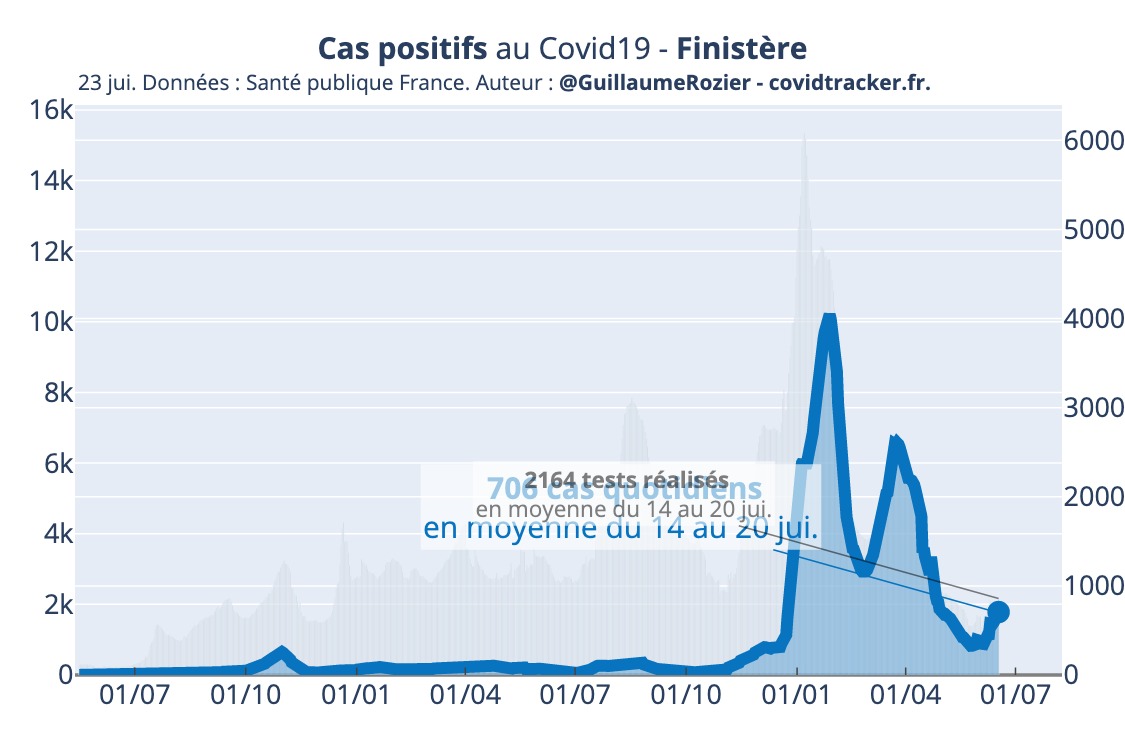 Cas positifs au Covid19 - Finistère
23 jui. Données : Santé publique France. Auteur : @GuillaumeRozier - covidtracker.fr.
16k
14k
12k
10k
8k
6k
4k
2k
0
6000
5000
4000
3000
2000
1000
0
2164 tests réalisés
706 cas quotidiens
en moyenne du 14 au 20 jui.
en moyenne du 14 au 20 jui.
01/07 01/10 01/01 01/04 01/07 01/10 01/01 01/04 01/07